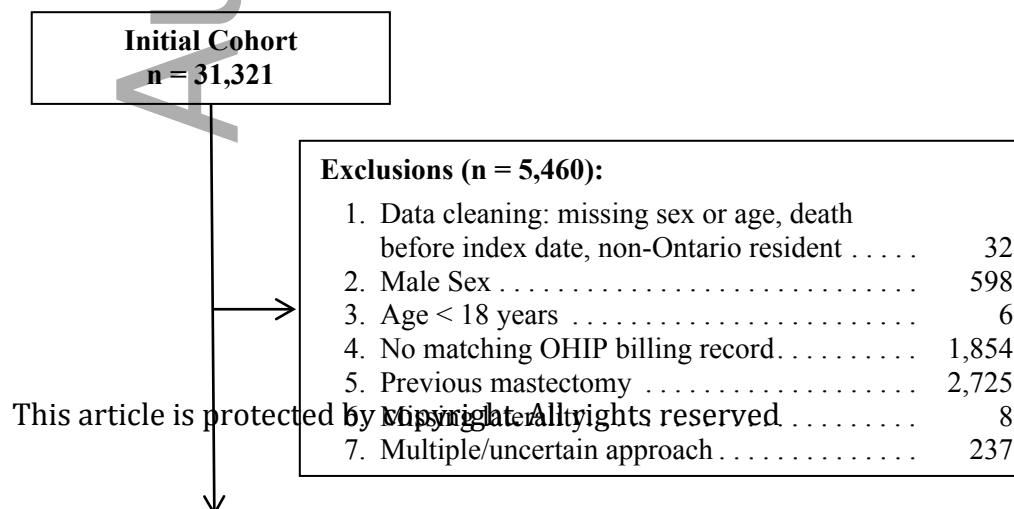 Initial Cohort
n = 31,321
Exclusions (n = 5,460):
1. Data cleaning: missing sex or age, death
before index date, non-Ontario resident . . . . . 32
2. Male Sex . . . . . . . . . . . . . . . . . . . . . . . . . . . . . 598
3. Age < 18 years . . . . . . . . . . . . . . . . . . . . . . . . 6
4. No matching OHIP billing record . . . . . . . . . . 1,854
5. Previous mastectomy . . . . . . . . . . . . . . . . . . . 2,725
6. Missing laterality . . . . . . . . . . . . . . . . . . . . . . . 8
This article is protected by copyright. All rights reserved
7. Multiple/uncertain approach . . . . . . . . . . . . . . 237